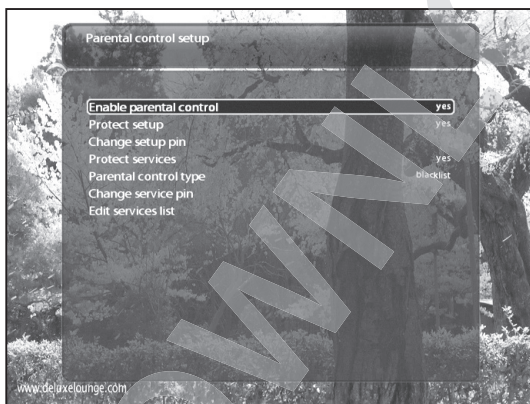 Parental control setup
Enable parental control yes
Protect setup yes
Change setup pin
Protect services yes
Parental control type blacklist
Change service pin
Edit services list
www.deluxelounge.com